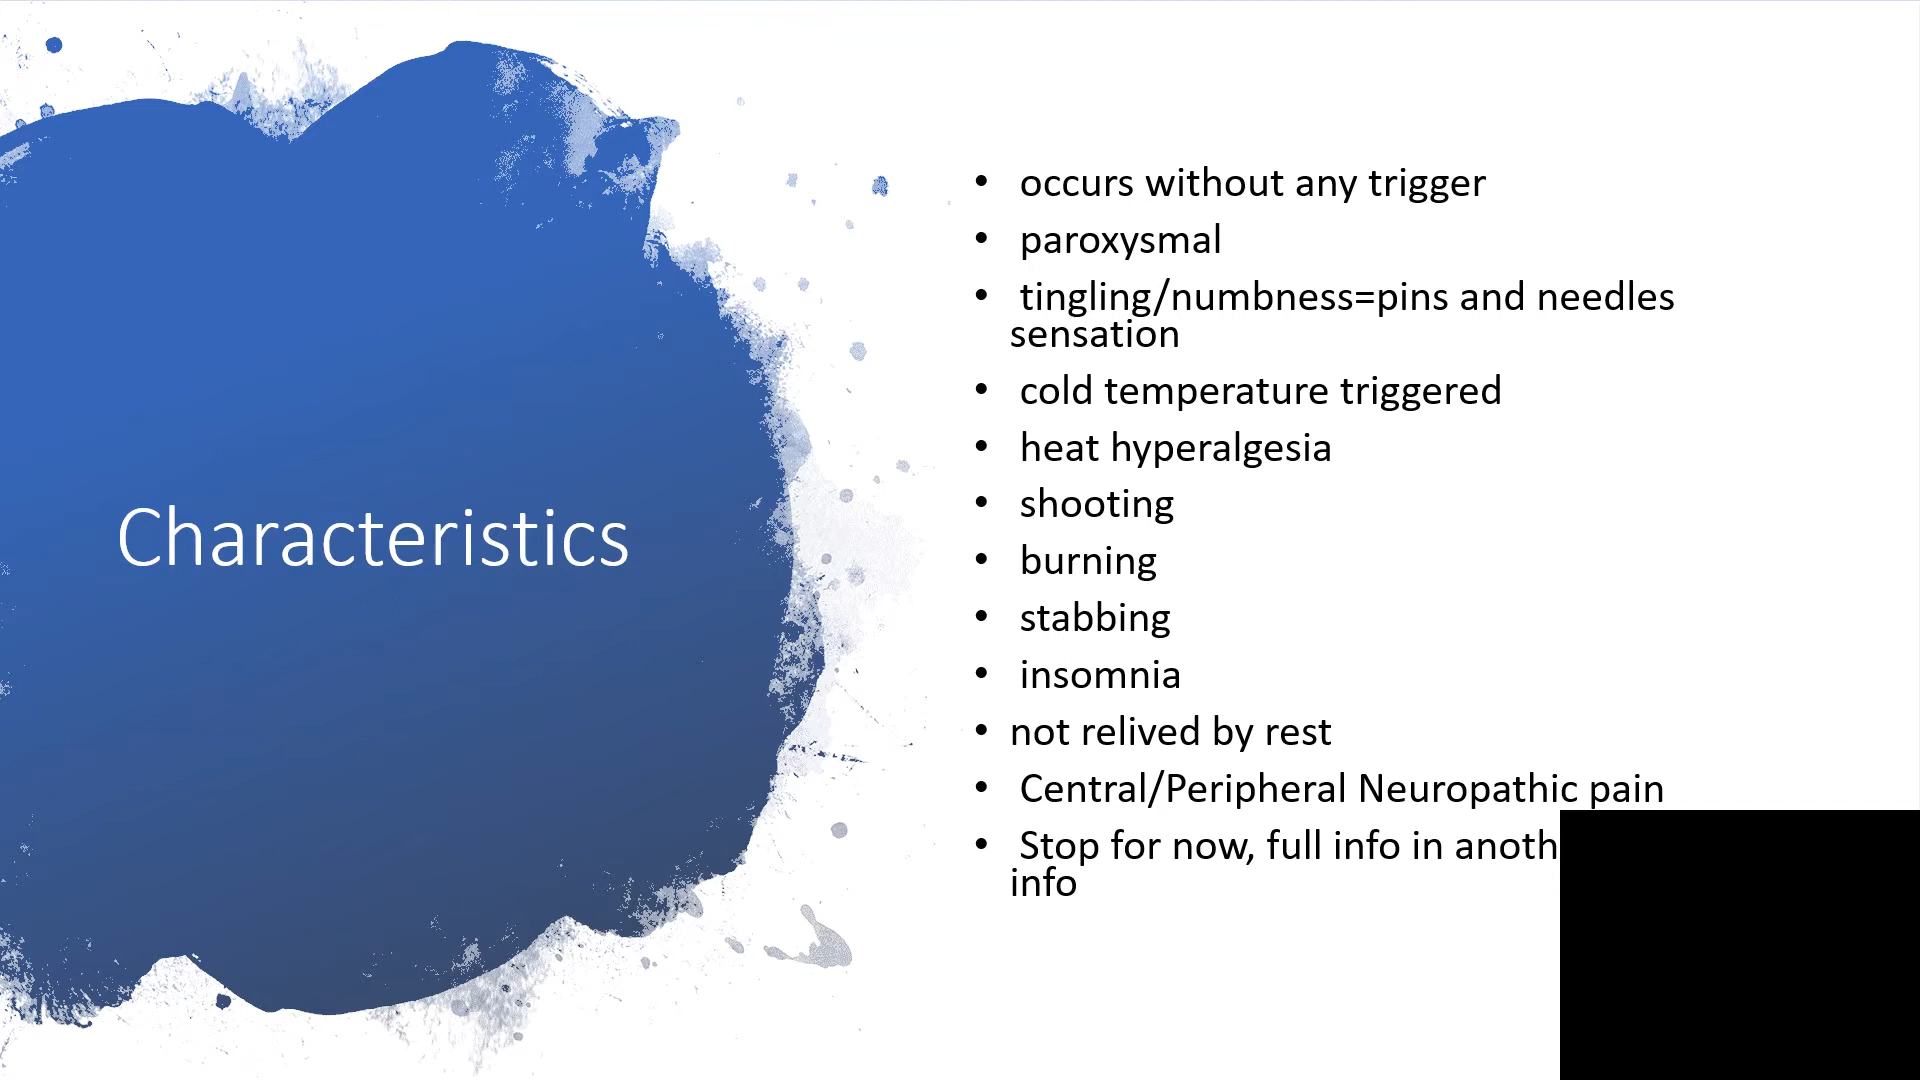 Characteristics
• occurs without any trigger
• paroxysmal
• tingling/numbness=pins and needles
sensation
• cold temperature triggered
• heat hyperalgesia
• shooting
• burning
• stabbing
• insomnia
• not relived by rest
• Central/Peripheral Neuropathic pain
• Stop for now, full info in
info